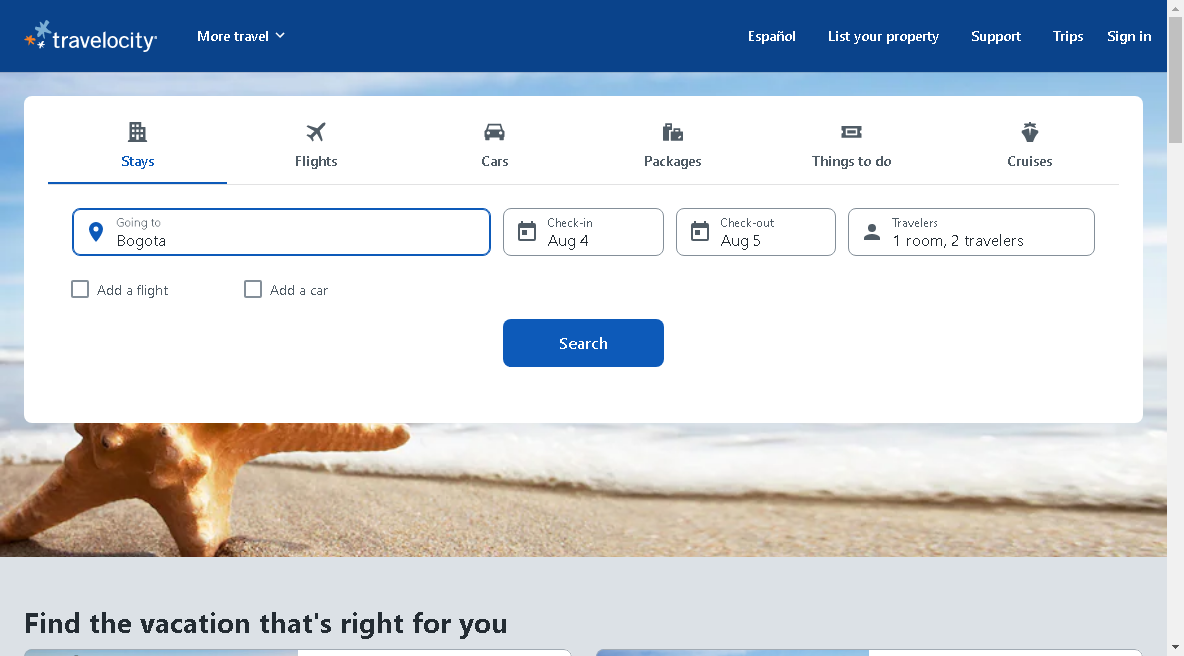 travelocity
More travel
Español
List your property
Support
Trips
Sign in
Stays
Flights
Cars
Packages
Things to do
Cruises
Going to
Bogota
Check-in
Aug 4
Check-out
Aug 5
Travelers
1 room, 2 travelers
Add a flight
Add a car
Search
Find the vacation that's right for you